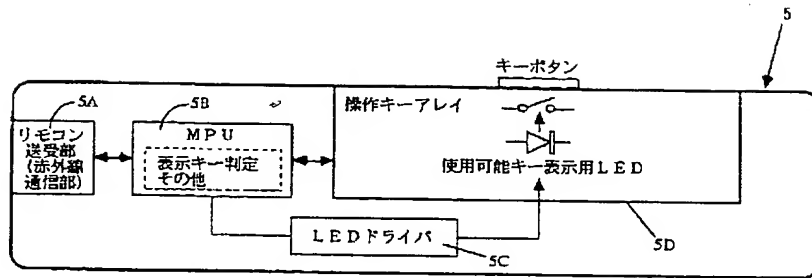 5
キーボタン
5A
5B
操作キーアレイ
リモコン
送受部
(赤外線
通信部)
MPU
表示キー判定
その他
使用可能キー表示用LED
LEDドライバ
5C
5D